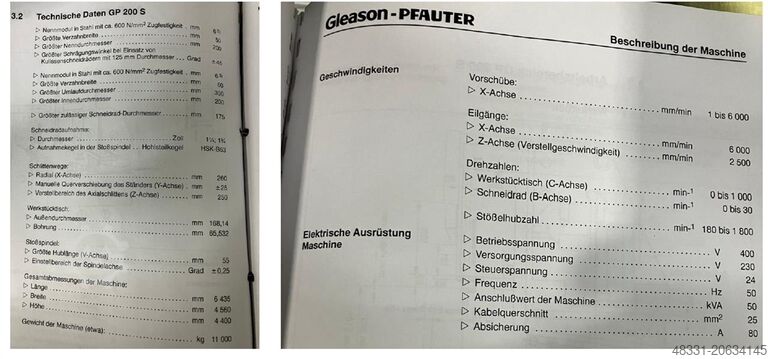 3.2 Technische Daten GP 200 S
▷ Nennmodul in Stahl mit ca. 600 N/mm² Zugfestigkeit . mm
▷ Größte Verzahnbreite ... mm 50
▷ Größter Nenndurchmesser ... mm 200
▷ Größter Schrägungswinkel bei Einsatz von
Kulissenschneidrädern mit 125 mm Durchmesser ... Grad ±45
▷ Nennmodul in Stahl mit ca. 600 N/mm² Zugfestigkeit . mm
▷ Größte Verzahnbreite ... mm 50
▷ Größter Umlaufdurchmesser ... mm 300
▷ Größter Innendurchmesser ... mm 200
▷ Größter zulässiger Schneidrad-Durchmesser ... mm 175
Schneidradaufnahme:
▷ Durchmesser ... Zoll
▷ Aufnahmekegel in der Stoßspindel .. Hohlsteilkegel HSK-B63
Schlittenwege:
▷ Radial (X-Achse) ... mm 260
▷ Manuelle Querverschiebung des Ständers (Y-Achse) . mm ±25
▷ Verstellbereich des Axialschlittens (Z-Achse) ... mm 250
Werkstücktisch:
▷ Außendurchmesser ... mm 168,14
▷ Bohrung ... mm 65,532
Stoßspindel:
▷ Größte Hublänge (V-Achse) ... mm 55
▷ Einstellbereich der Spindelachse ... Grad ±0,25
Gesamtabmessungen der Maschine:
▷ Länge ... mm 6 435
▷ Breite ... mm 4 560
▷ Höhe ... mm 4 400
Gewicht der Maschine (etwa): ... kg 11 000
Gleason-PFAUTER
Beschreibung der Maschine
Geschwindigkeiten
Vorschübe:
▷ X-Achse ... mm/min 1 bis 6 000
Eilgänge:
▷ X-Achse ... mm/min 6 000
▷ Z-Achse (Verstellgeschwindigkeit) ... mm/min 2 500
Drehzahlen:
▷ Werkstücktisch (C-Achse) ... min⁻¹ 0 bis 1 000
▷ Schneidrad (B-Achse) ... min⁻¹ 0 bis 30
▷ Stößelhubzahl ... min⁻¹ 180 bis 1 800
Elektrische Ausrüstung
Maschine
▷ Betriebsspannung ... V 400
▷ Versorgungsspannung ... V 230
▷ Steuerspannung ... V 24
▷ Frequenz ... Hz 50
▷ Anschlußwert der Maschine ... kVA 50
▷ Kabelquerschnitt ... mm² 25
▷ Absicherung ... A 80
48331-20634145